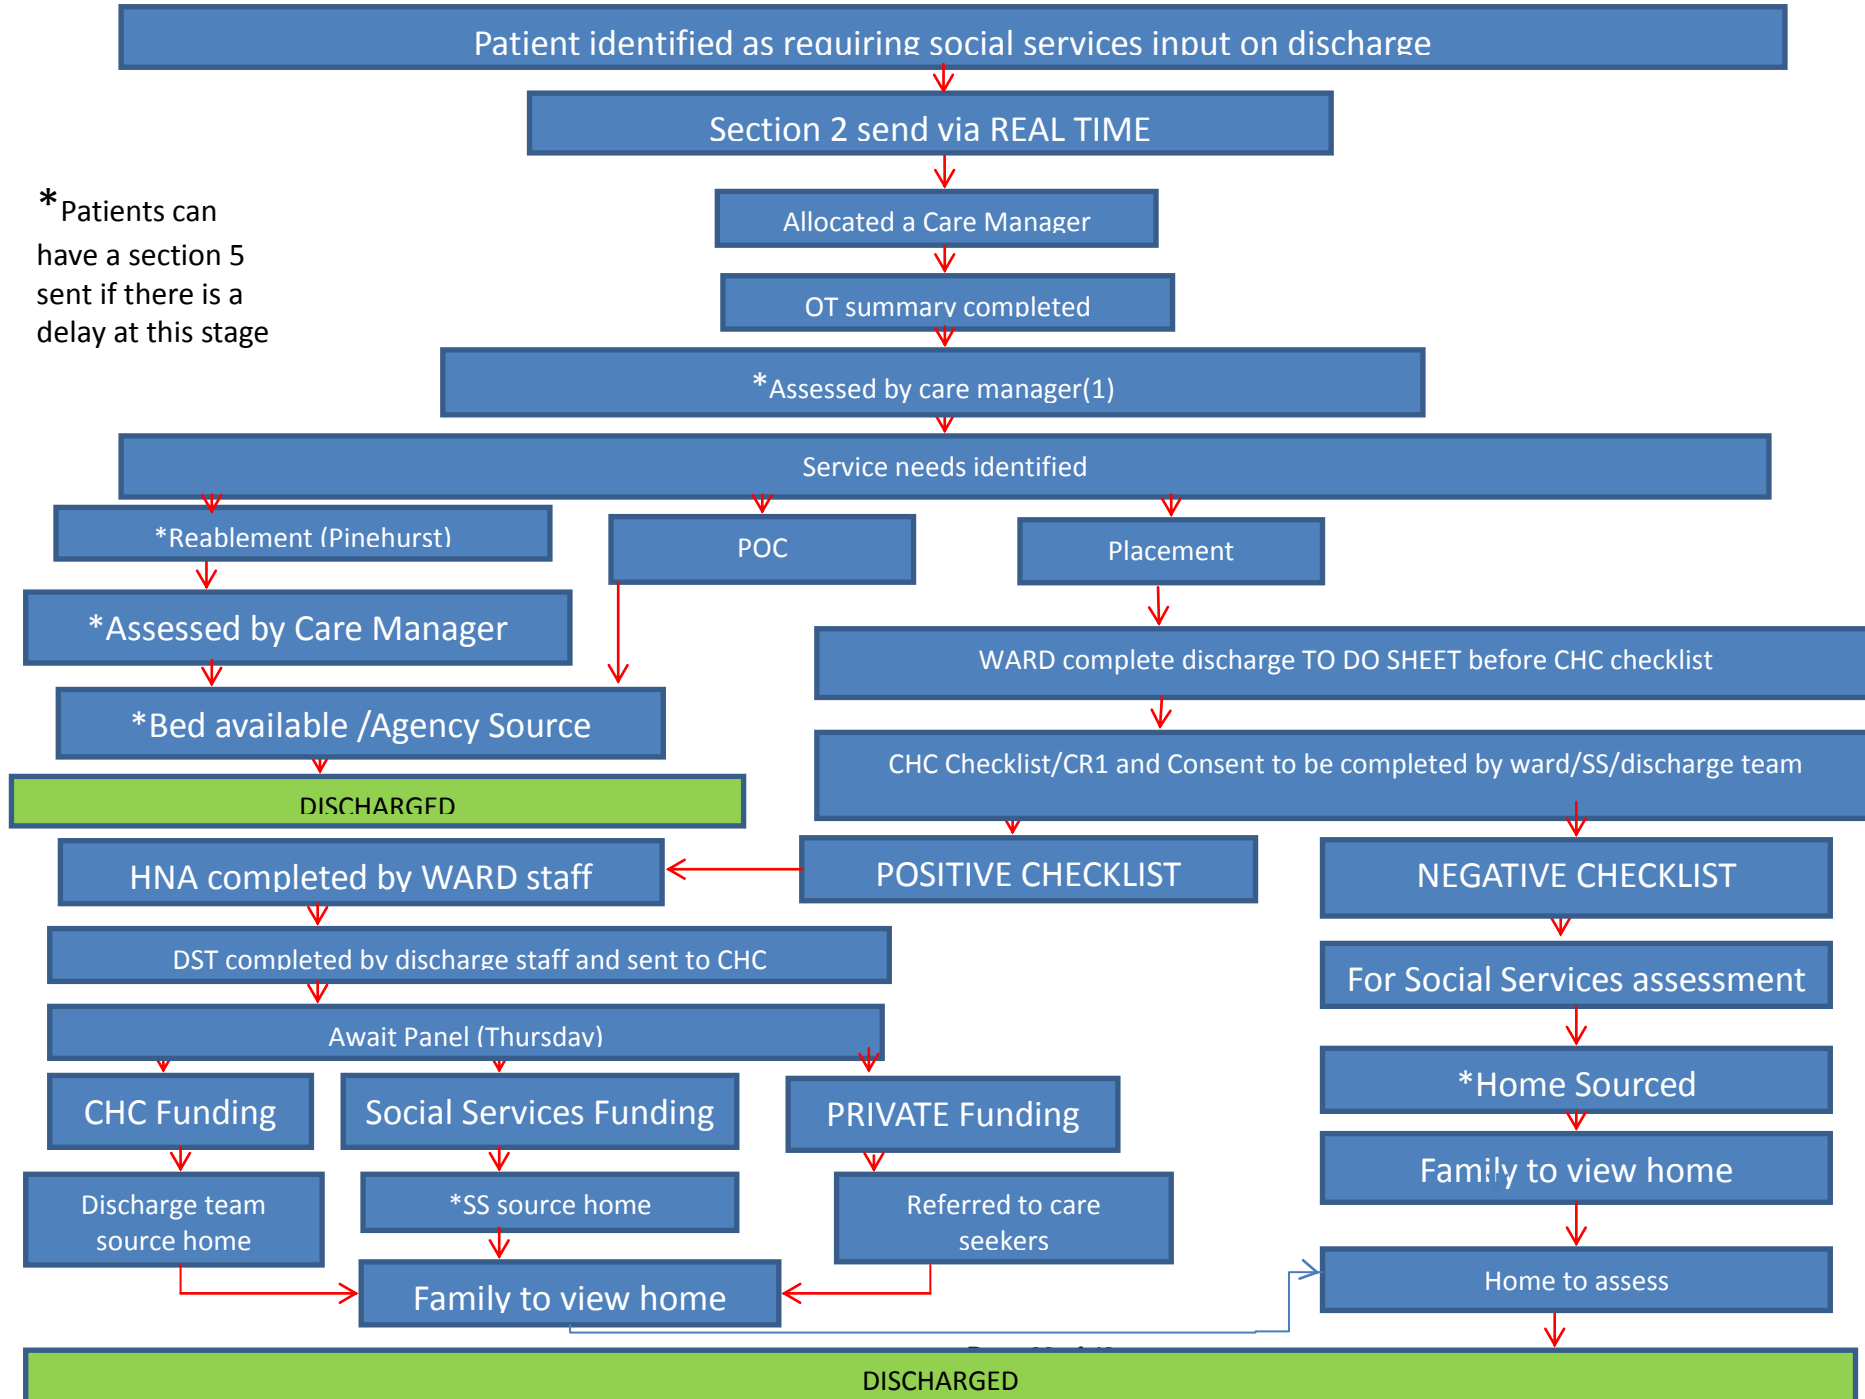 Patient identified as requiring social services input on discharge
Section 2 send via REAL TIME
*Patients can
have a section 5
sent if there is a
delay at this stage
Allocated a Care Manager
OT summary completed
*Assessed by care manager(1)
Service needs identified
*Reablement (Pinehurst)
POC
Placement
*Assessed by Care Manager
WARD complete discharge TO DO SHEET before CHC checklist
*Bed available /Agency Source
CHC Checklist/CR1 and Consent to be completed by ward/SS/discharge team
DISCHARGED
HNA completed by WARD staff
POSITIVE CHECKLIST
NEGATIVE CHECKLIST
DST completed by discharge staff and sent to CHC
For Social Services assessment
Await Panel (Thursday)
*Home Sourced
CHC Funding
Social Services Funding
PRIVATE Funding
Family to view home
Discharge team
source home
*SS source home
Referred to care
seekers
Home to assess
Family to view home
DISCHARGED